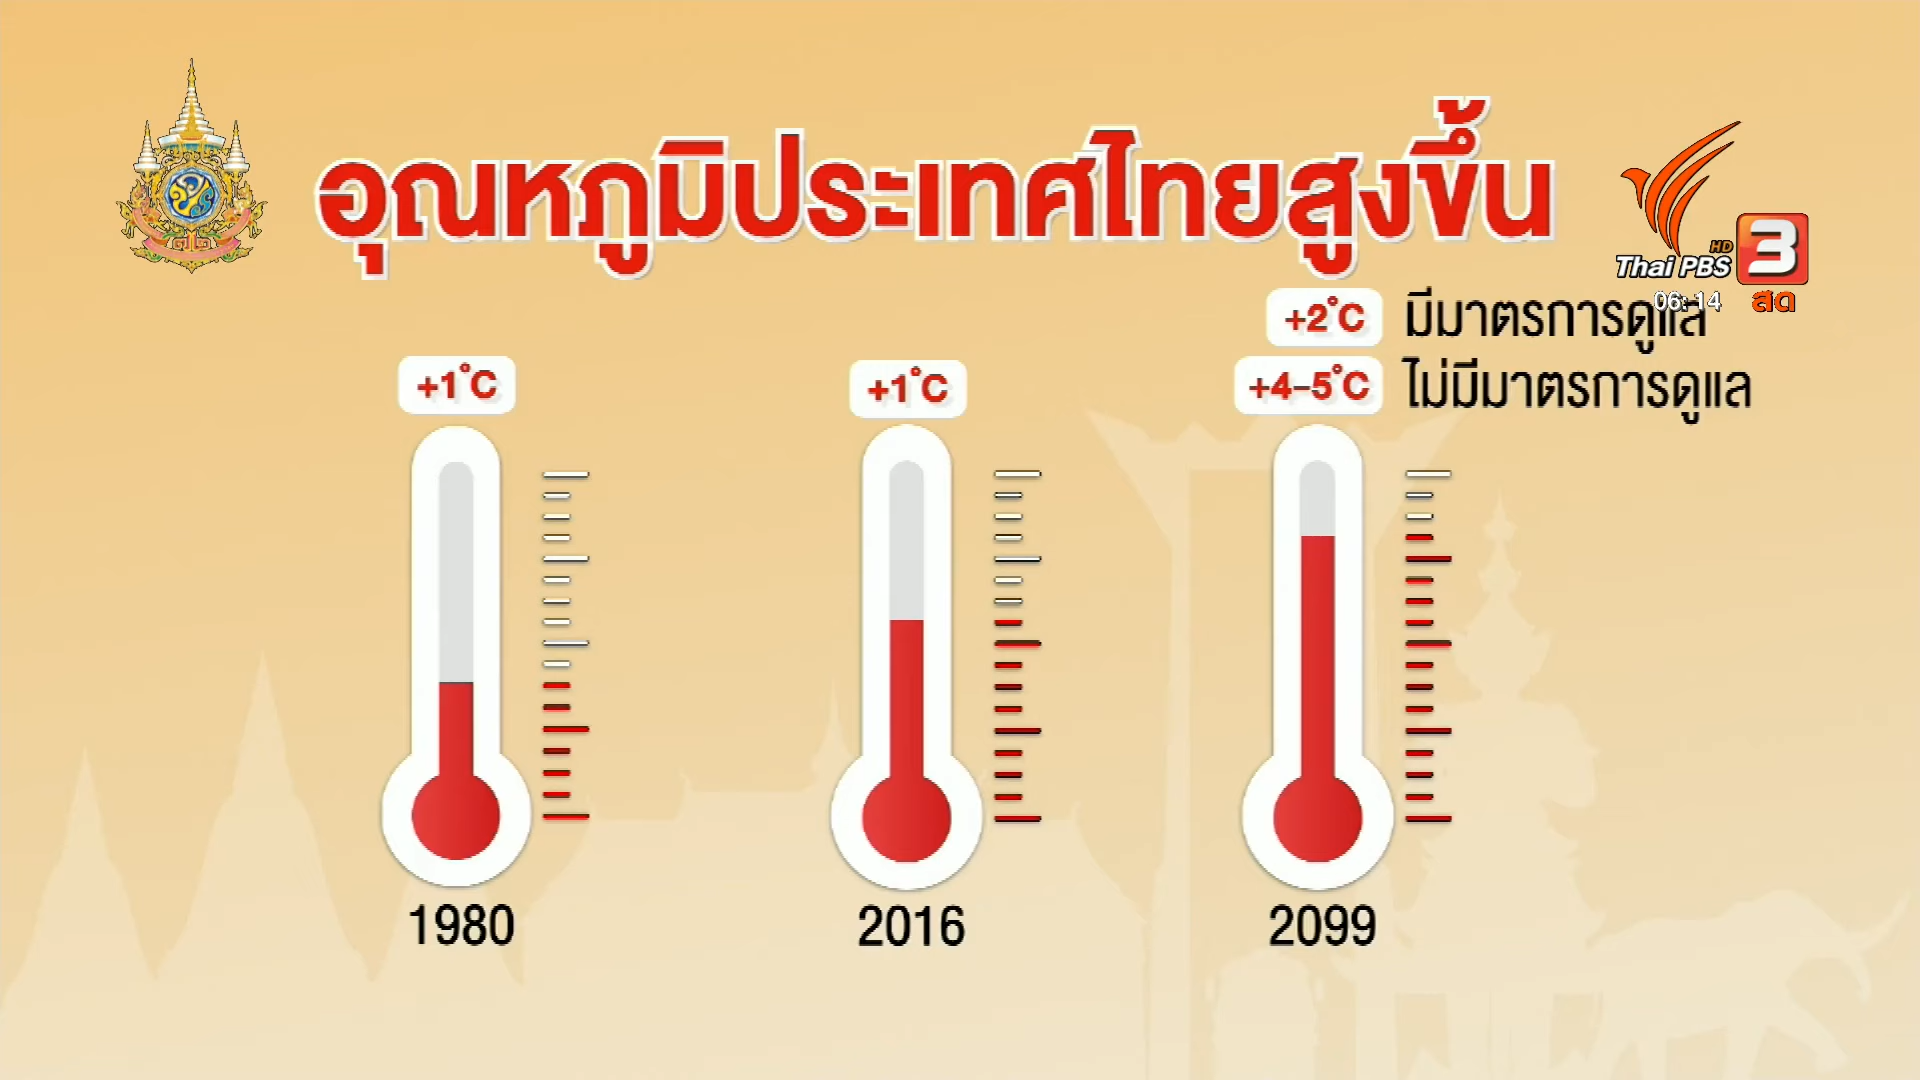 อุณหภูมิประเทศไทยสูงขึ้น
HD
Thai PBS 3
06:14 สด
+2°C มีมาตรการดูแล
+4-5°C ไม่มีมาตรการดูแล
+1°C
+1°C
1980
2016
2099